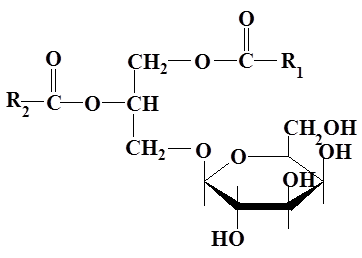 O O
CH2 O C R1
R2 C O CH
CH2 O O CH2OH
OH
OH
HO